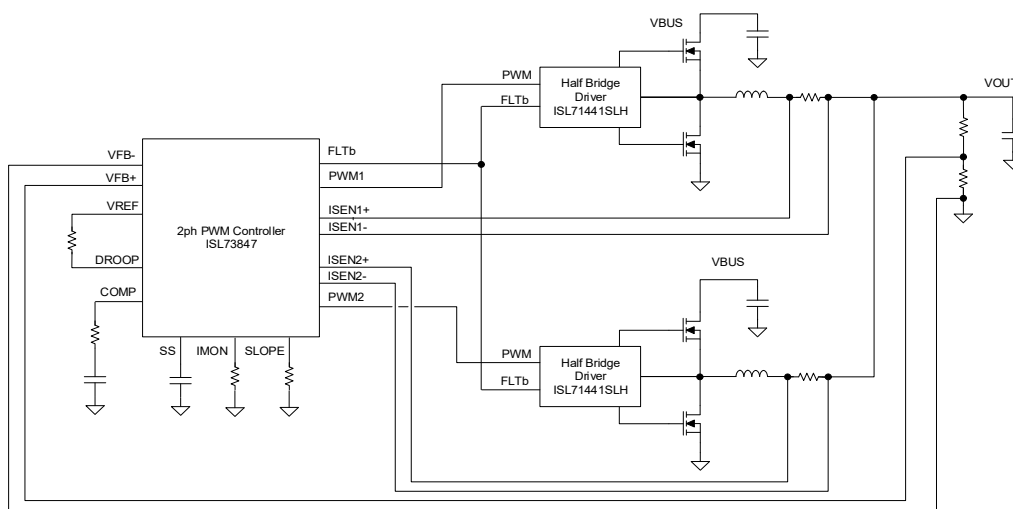 VBUS
PWM
Half Bridge
Driver
ISL71441SLH
FLTb
VOUT
VFB-
FLTb
VFB+
PWM1
VREF
2ph PWM Controller
ISL73847
ISEN1+
ISEN1-
DROOP
ISEN2+
ISEN2-
COMP
PWM2
SS
IMON
SLOPE
VBUS
PWM
Half Bridge
Driver
ISL71441SLH
FLTb